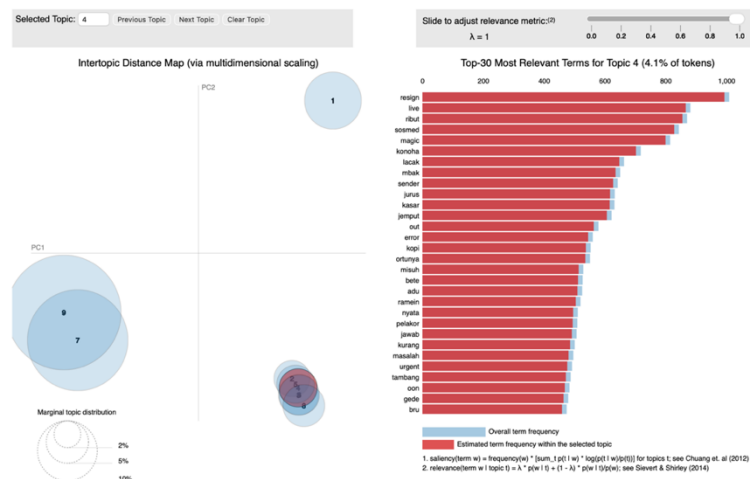 Selected Topic: 4 Previous Topic Next Topic Clear Topic
Slide to adjust relevance metric:(2)
λ = 1
0.0 0.2 0.4 0.6 0.8 1.0
Intertopic Distance Map (via multidimensional scaling)
PC2
PC1
1
9
7
8
6
Marginal topic distribution
2%
5%
10%
Top-30 Most Relevant Terms for Topic 4 (4.1% of tokens)
0 200 400 600 800 1,000
resign
live
ribut
sosmed
magic
konoha
lacak
mbak
sender
jurus
kasar
jemput
out
error
kopi
ortunya
misuh
bete
adu
ramein
nyata
pelakor
jawab
kurang
masalah
urgent
tambang
oon
gede
bru
Overall term frequency
Estimated term frequency within the selected topic
1. saliency(term w) = frequency(w) * [sum_t p(t | w) * log(p(t | w)/p(t))] for topics t; see Chuang et. al (2012)
2. relevance(term w | topic t) = λ * p(w | t) + (1 - λ) * p(w | t)/p(w); see Sievert & Shirley (2014)